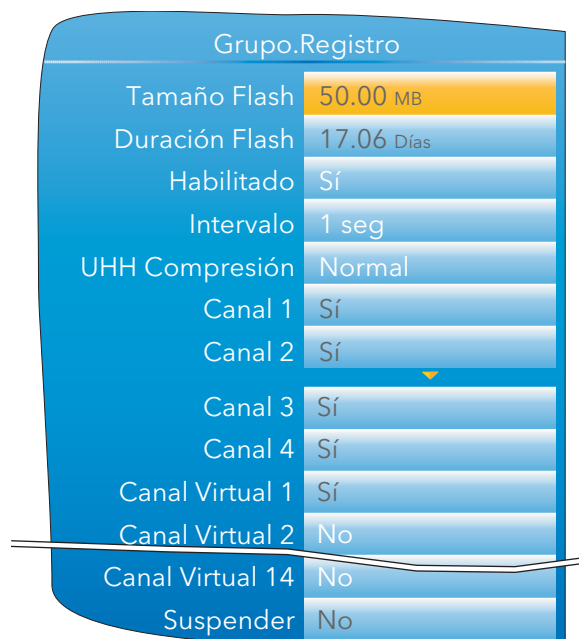 Grupo.Registro
Tamaño Flash 50.00 MB
Duración Flash 17.06 Días
Habilitado Sí
Intervalo 1 seg
UHH Compresión Normal
Canal 1 Sí
Canal 2 Sí
Canal 3 Sí
Canal 4 Sí
Canal Virtual 1 Sí
Canal Virtual 2 No
Canal Virtual 14 No
Suspender No